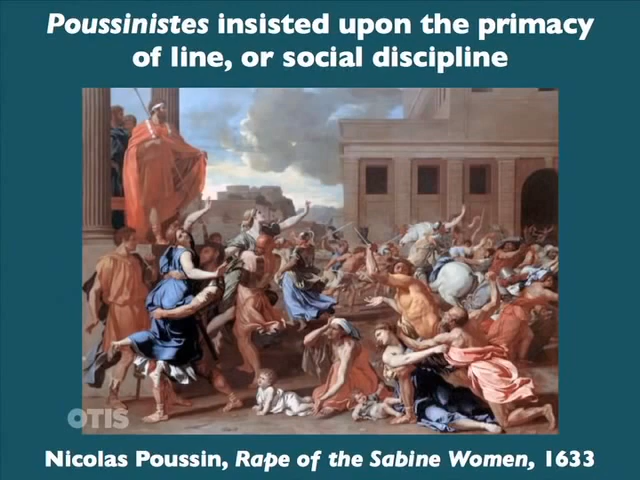 Poussinistes insisted upon the primacy
of line, or social discipline
OTIS
Nicolas Poussin, Rape of the Sabine Women, 1633